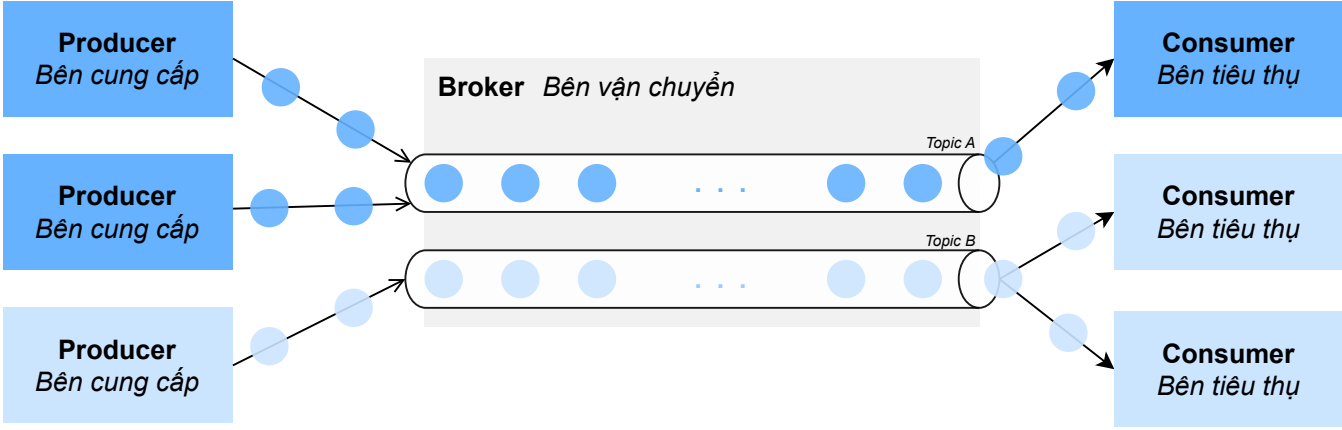 Producer
Bên cung cấp
Producer
Bên cung cấp
Producer
Bên cung cấp
Broker Bên vận chuyển
Topic A
. . .
Topic B
. . .
Consumer
Bên tiêu thụ
Consumer
Bên tiêu thụ
Consumer
Bên tiêu thụ